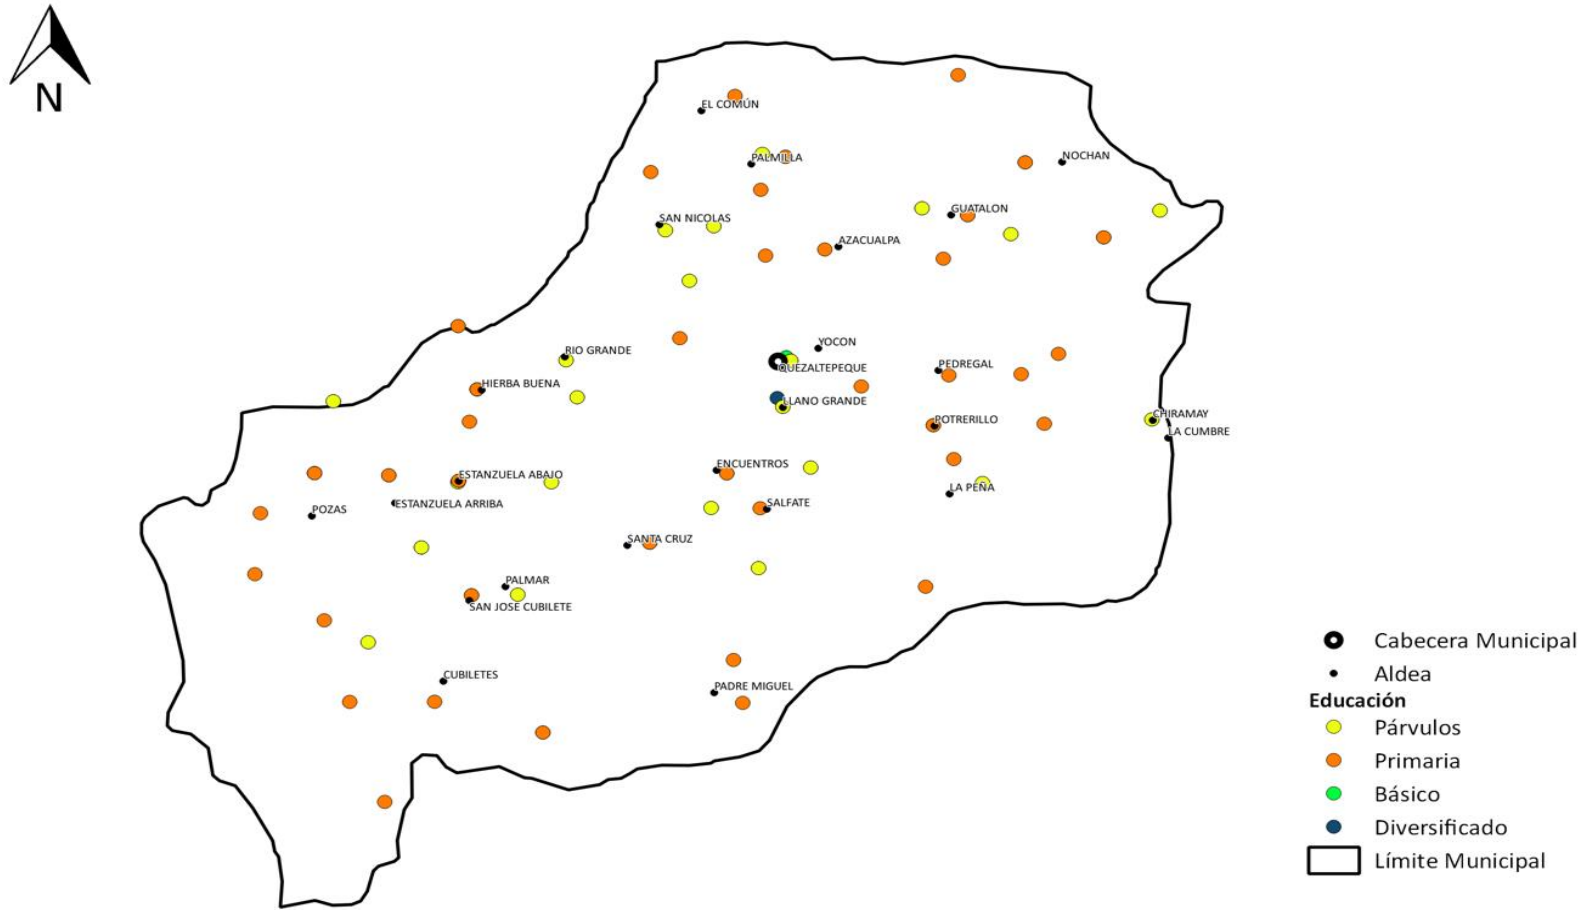 N
EL COMÚN
PALMILLA
NOCHAN
SAN NICOLAS
GUATALON
AZACUALPA
YOCON
RIO GRANDE
QUEZALTEPEQUE
PEDREGAL
HIERBA BUENA
LLANO GRANDE
CHIRAMAY
POTRERILLO
LA CUMBRE
ENCUENTROS
ESTANZUELA ABAJO
LA PEÑA
ESTANZUELA ARRIBA
SALFATE
POZAS
SANTA CRUZ
PALMAR
SAN JOSE CUBILETE
CUBILETES
PADRE MIGUEL
Cabecera Municipal
Aldea
Educación
Párvulos
Primaria
Básico
Diversificado
Límite Municipal